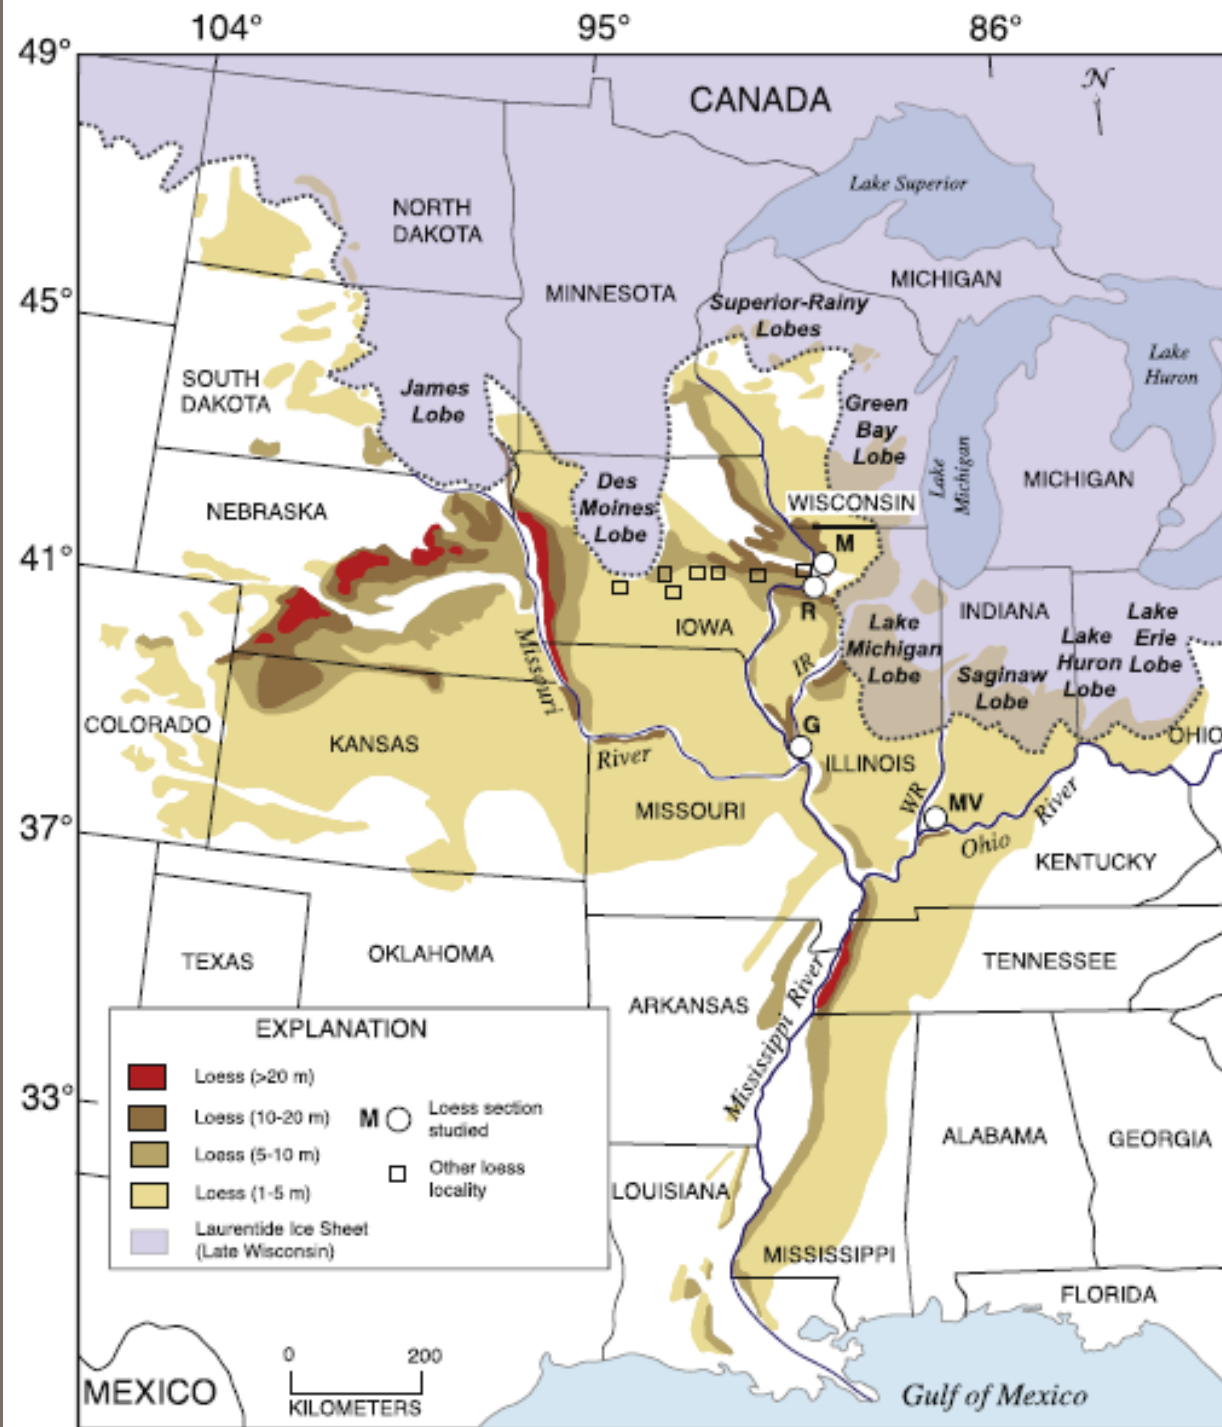 104°
95°
86°
49°
CANADA
N
Lake Superior
NORTH
DAKOTA
MINNESOTA
MICHIGAN
45°
Superior-Rainy
Lobes
Lake
Huron
SOUTH
DAKOTA
James
Lobe
Green
Bay
Lobe
Lake
Michigan
MICHIGAN
Des
Moines
Lobe
NEBRASKA
WISCONSIN
M
41°
R
IOWA
INDIANA
Lake
Michigan
Lobe
Lake
Huron
Lobe
Lake
Erie
Lobe
IR
Saginaw
Lobe
Missouri
River
COLORADO
KANSAS
G
ILLINOIS
OHIO
WR
MV
Ohio
River
MISSOURI
37°
KENTUCKY
TEXAS
OKLAHOMA
TENNESSEE
ARKANSAS
Mississippi River
EXPLANATION
Loess (>20 m)
Loess (10-20 m)
Loess (5-10 m)
Loess (1-5 m)
Laurentide Ice Sheet
(Late Wisconsin)
M
Loess section
studied
Other loess
locality
33°
ALABAMA
GEORGIA
LOUISIANA
MISSISSIPPI
FLORIDA
0
200
KILOMETERS
MEXICO
Gulf of Mexico